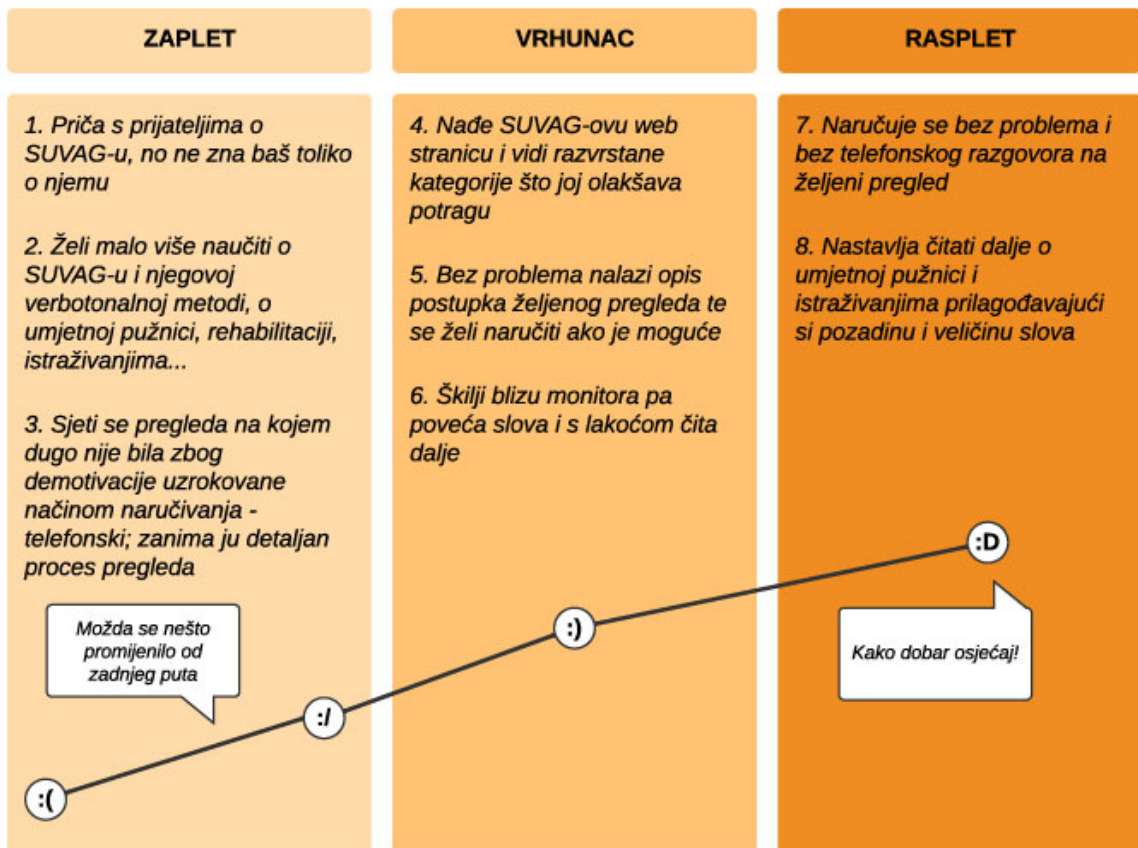 ZAPLET
1. Priča s prijateljima o
SUVAG-u, no ne zna baš toliko
o njemu
2. Želi malo više naučiti o
SUVAG-u i njegovoj
verbotonalnoj metodi, o
umjetnoj pužnici, rehabilitaciji,
istraživanjima...
3. Sjeti se pregleda na kojem
dugo nije bila zbog
demotivacije uzrokovane
načinom naručivanja -
telefonski; zanima ju detaljan
proces pregleda
Možda se nešto
promijenilo od
zadnjeg puta
:(
:/
VRHUNAC
4. Nađe SUVAG-ovu web
stranicu i vidi razvrstane
kategorije što joj olakšava
potragu
5. Bez problema nalazi opis
postupka željenog pregleda te
se želi naručiti ako je moguće
6. Škilji blizu monitora pa
poveća slova i s lakoćom čita
dalje
:)
RASPLET
7. Naručuje se bez problema i
bez telefonskog razgovora na
željeni pregled
8. Nastavlja čitati dalje o
umjetnoj pužnici i
istraživanjima prilagođavajući
si pozadinu i veličinu slova
:D
Kako dobar osjećaj!